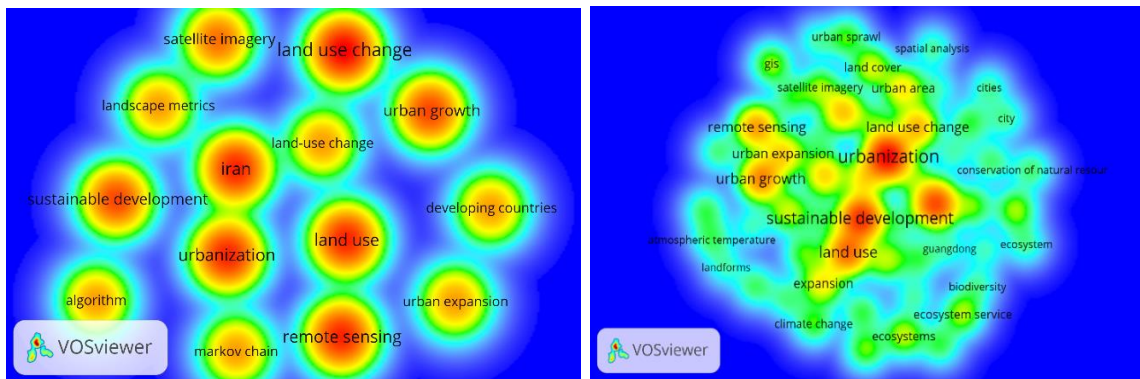 satellite imagery
land use change
landscape metrics
urban growth
land-use change
iran
sustainable development
developing countries
urbanization
land use
algorithm
urban expansion
remote sensing
markov chain
VOSviewer
urban sprawl
spatial analysis
gis
land cover
satellite imagery
urban area
cities
city
remote sensing
land use change
urban expansion
urbanization
conservation of natural resour
urban growth
sustainable development
atmospheric temperature
land use
guangdong
ecosystem
landforms
expansion
biodiversity
climate change
ecosystem service
ecosystems
VOSviewer